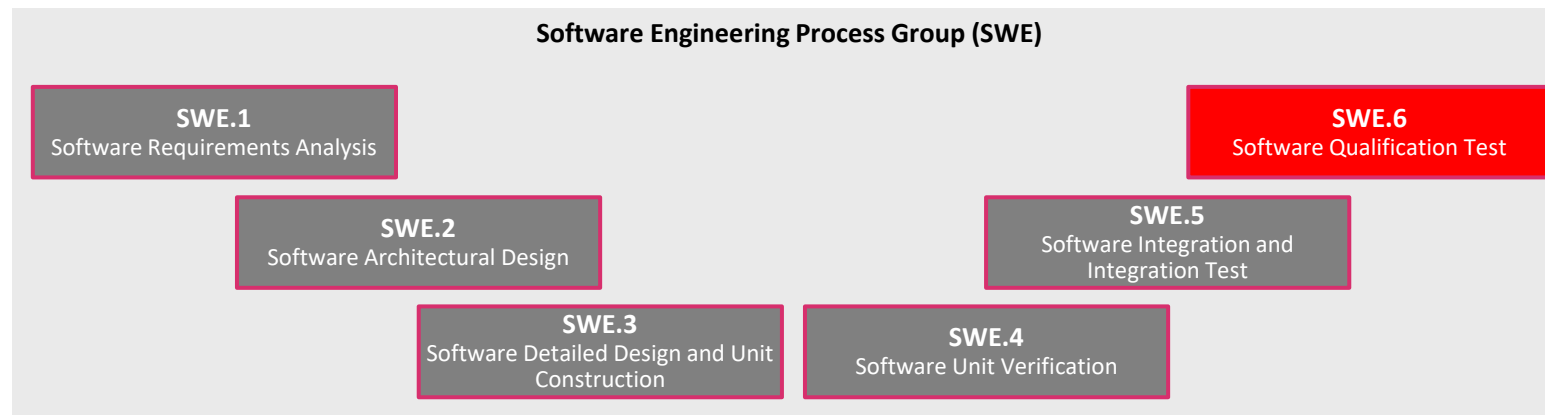 Software Engineering Process Group (SWE)
SWE.1
Software Requirements Analysis
SWE.6
Software Qualification Test
SWE.2
Software Architectural Design
SWE.5
Software Integration and
Integration Test
SWE.3
Software Detailed Design and Unit
Construction
SWE.4
Software Unit Verification